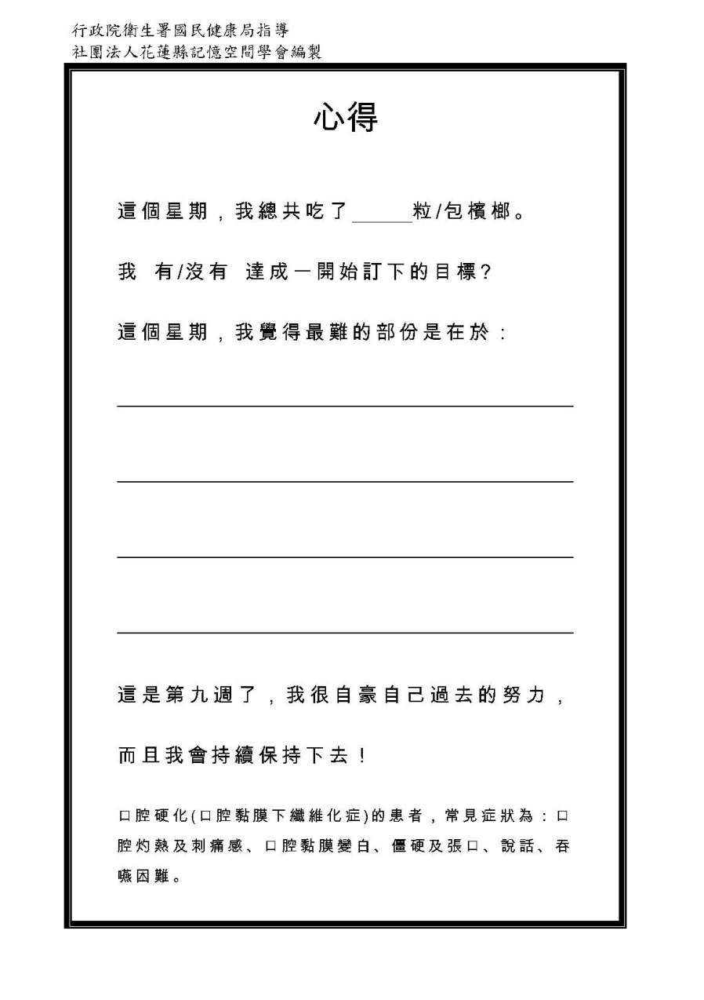 行政院衛生署國民健康局指導
社團法人花蓮縣記憶空間學會編製
心得
這個星期，我總共吃了______粒/包檳榔。
我 有/沒有 達成一開始訂下的目標?
這個星期，我覺得最難的部份是在於：
這是第九週了，我很自豪自己過去的努力，
而且我會持續保持下去！
口腔硬化(口腔黏膜下纖維化症)的患者，常見症狀為：口
腔灼熱及刺痛感、口腔黏膜變白、僵硬及張口、說話、吞
嚥困難。